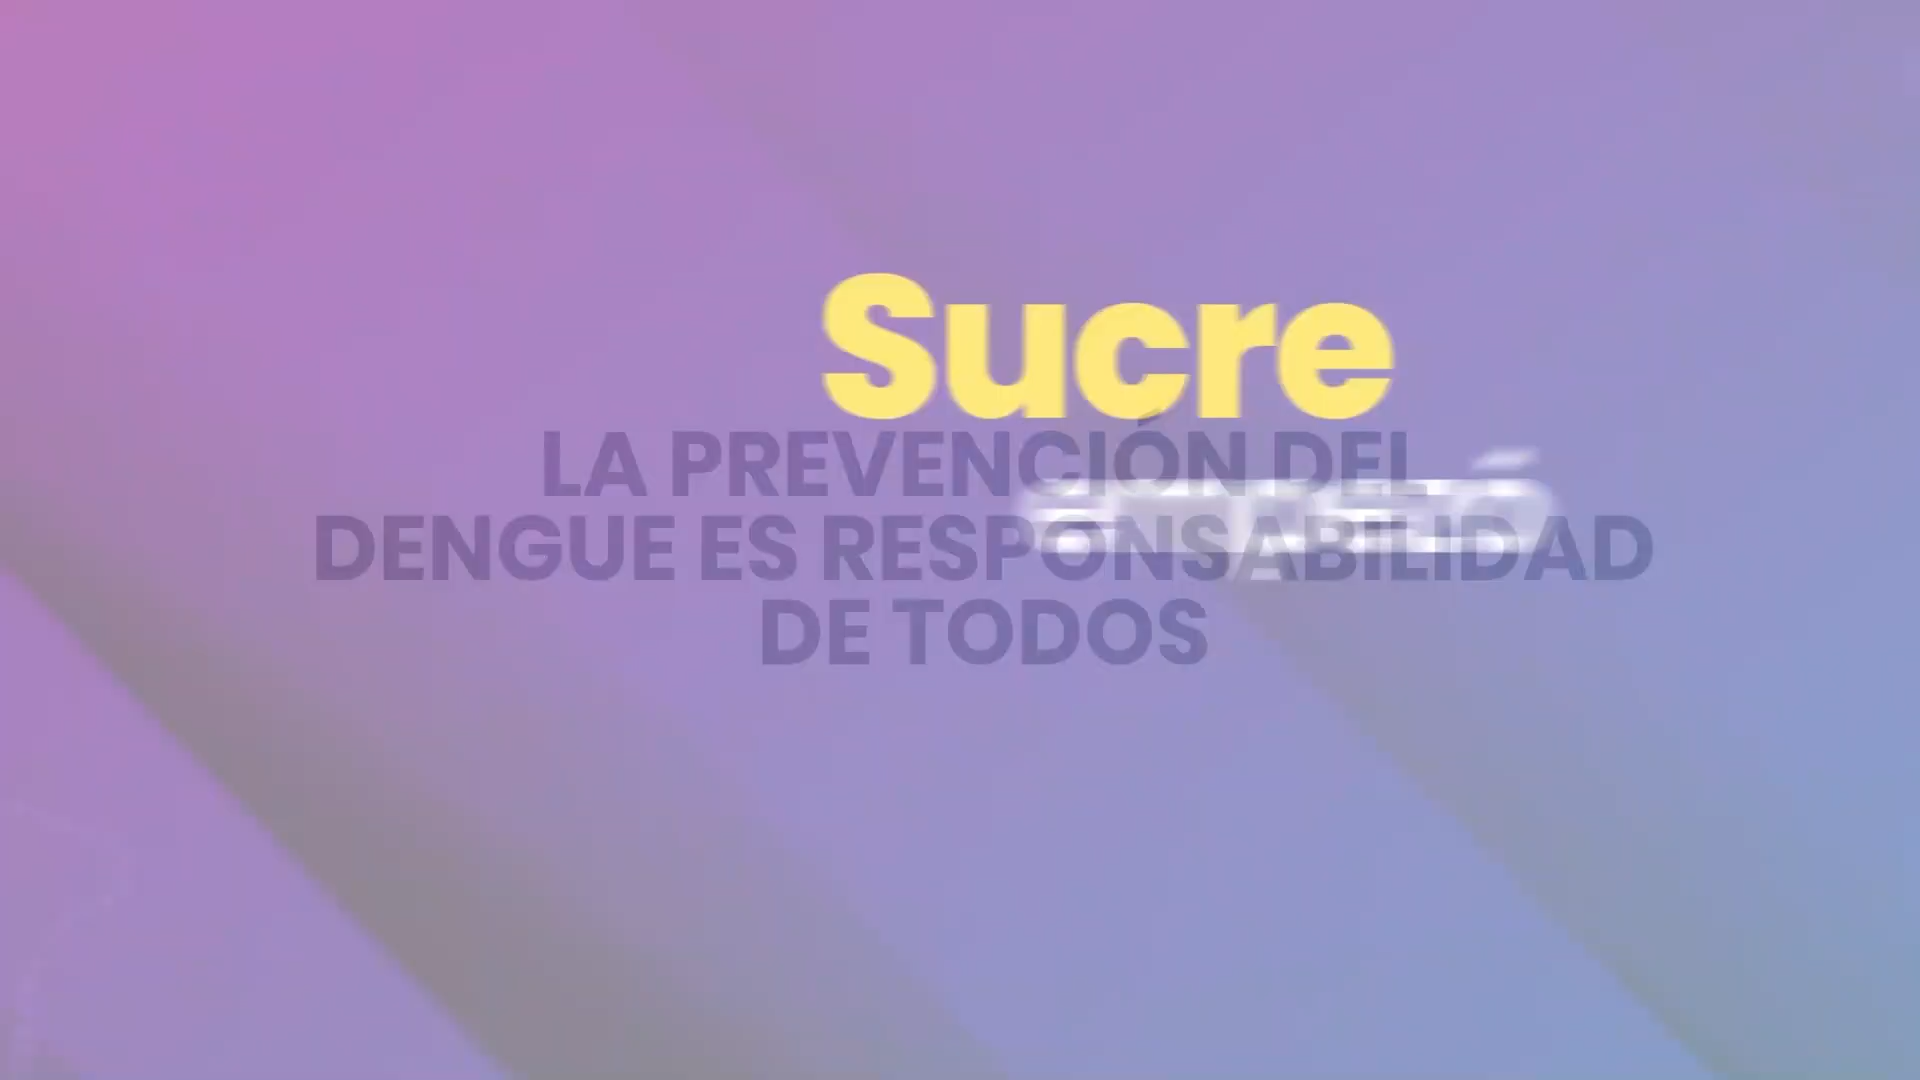 Sucre
LA PREVENCIÓN DEL
DENGUE ES RESPONSABILIDAD
DE TODOS